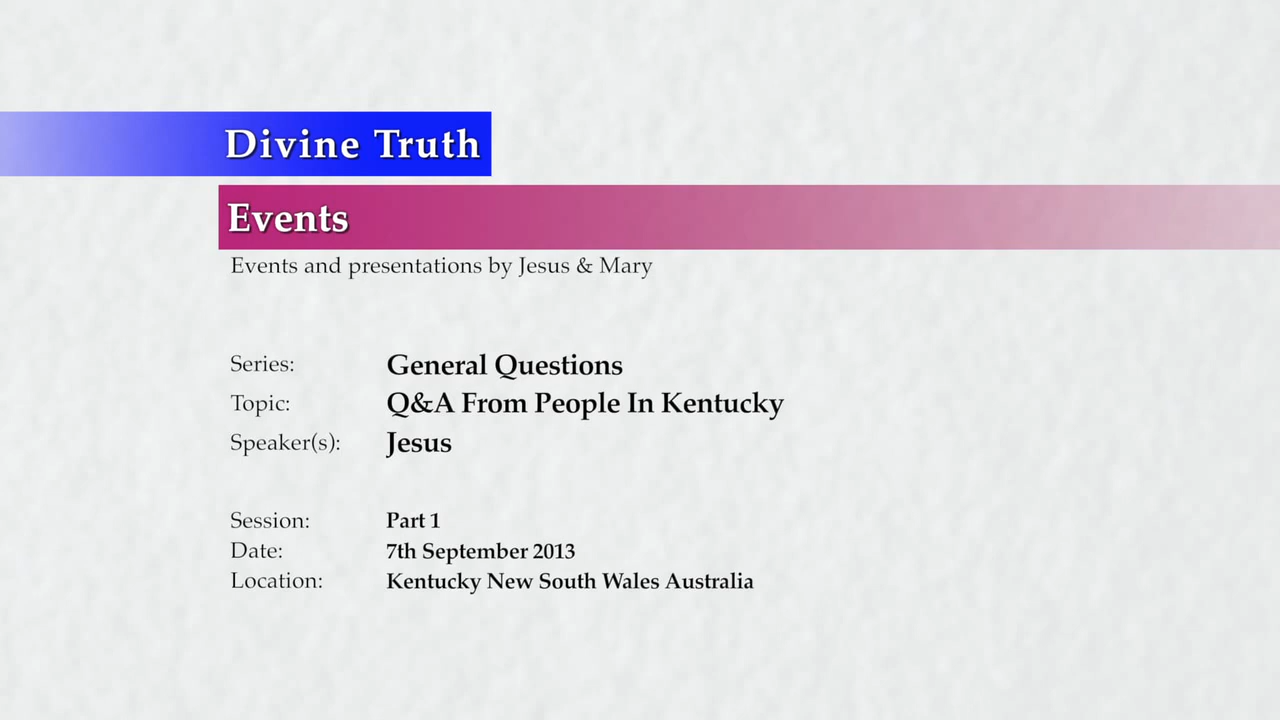 Divine Truth
Events
Events and presentations by Jesus & Mary
Series: General Questions
Topic: Q&A From People In Kentucky
Speaker(s): Jesus
Session: Part 1
Date: 7th September 2013
Location: Kentucky New South Wales Australia